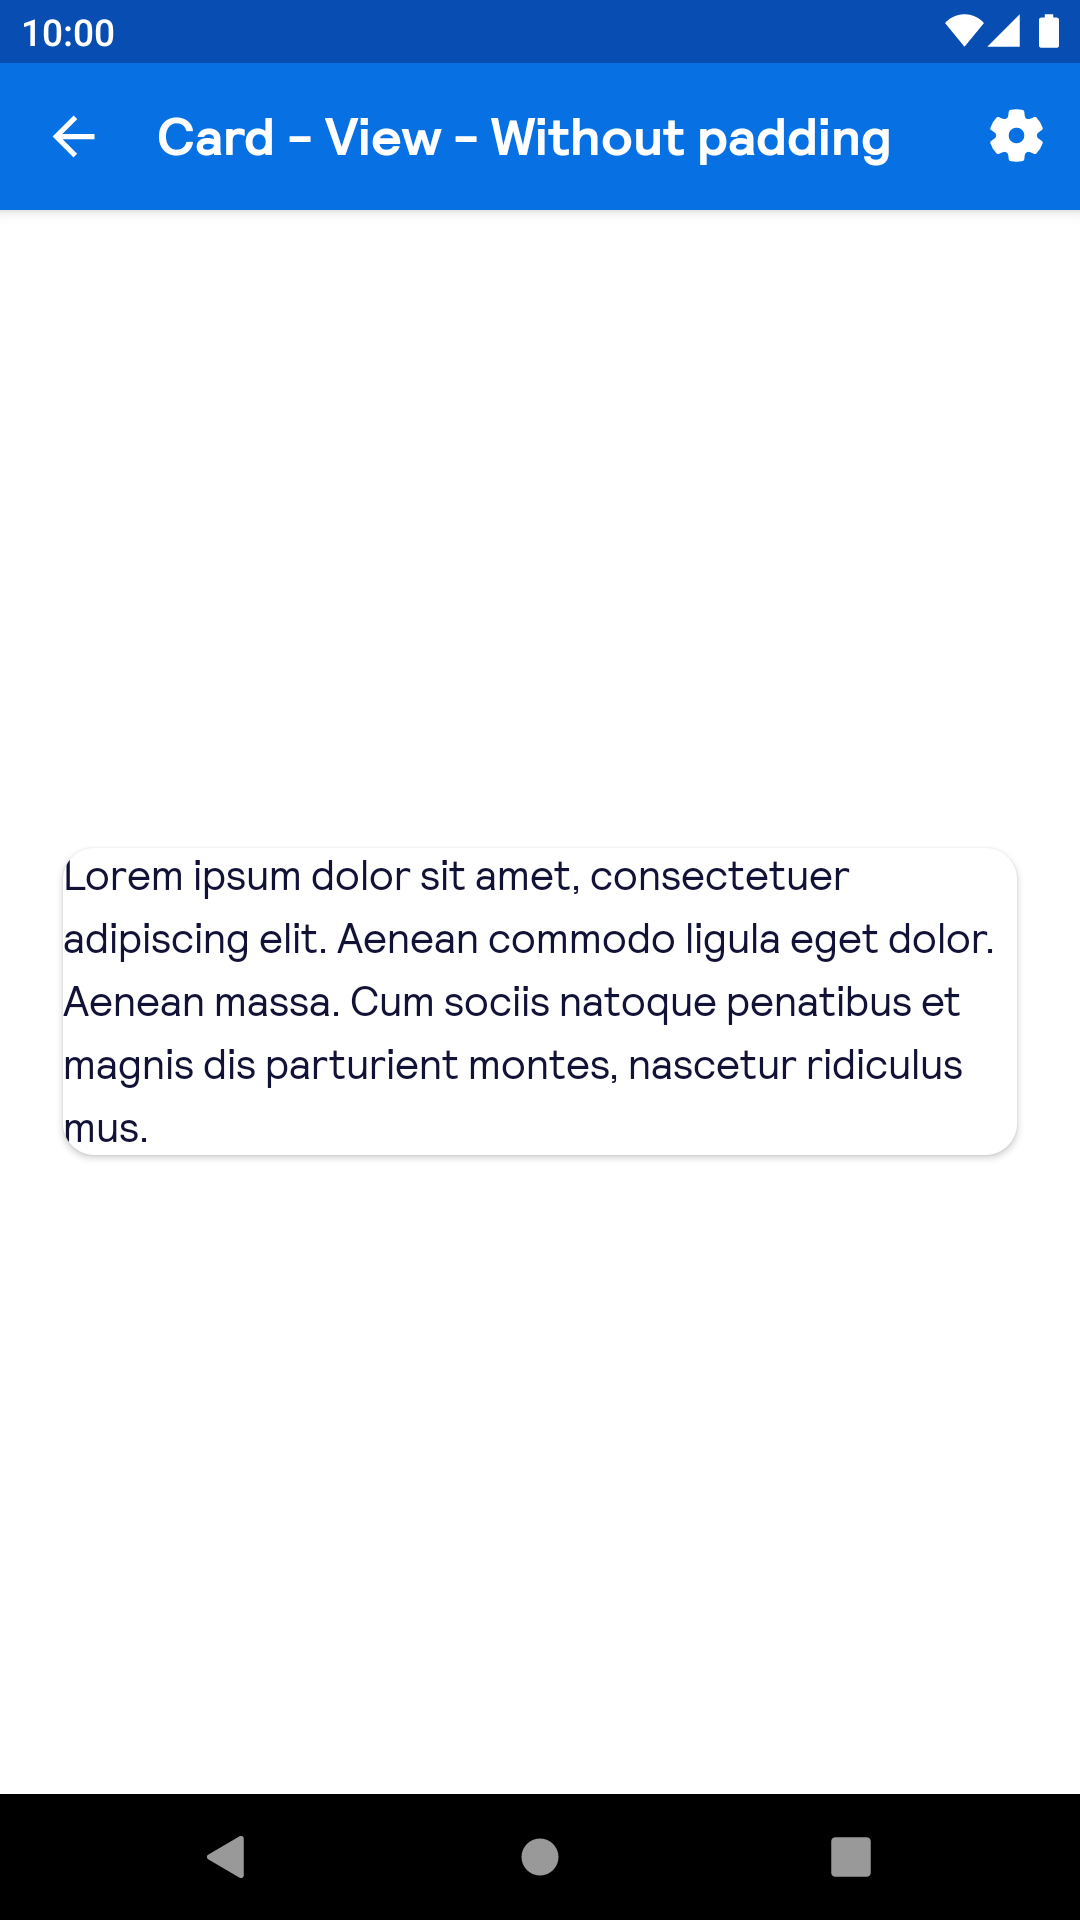 10:00
Card - View - Without padding
Lorem ipsum dolor sit amet, consectetuer
adipiscing elit. Aenean commodo ligula eget dolor.
Aenean massa. Cum sociis natoque penatibus et
magnis dis parturient montes, nascetur ridiculus
mus.